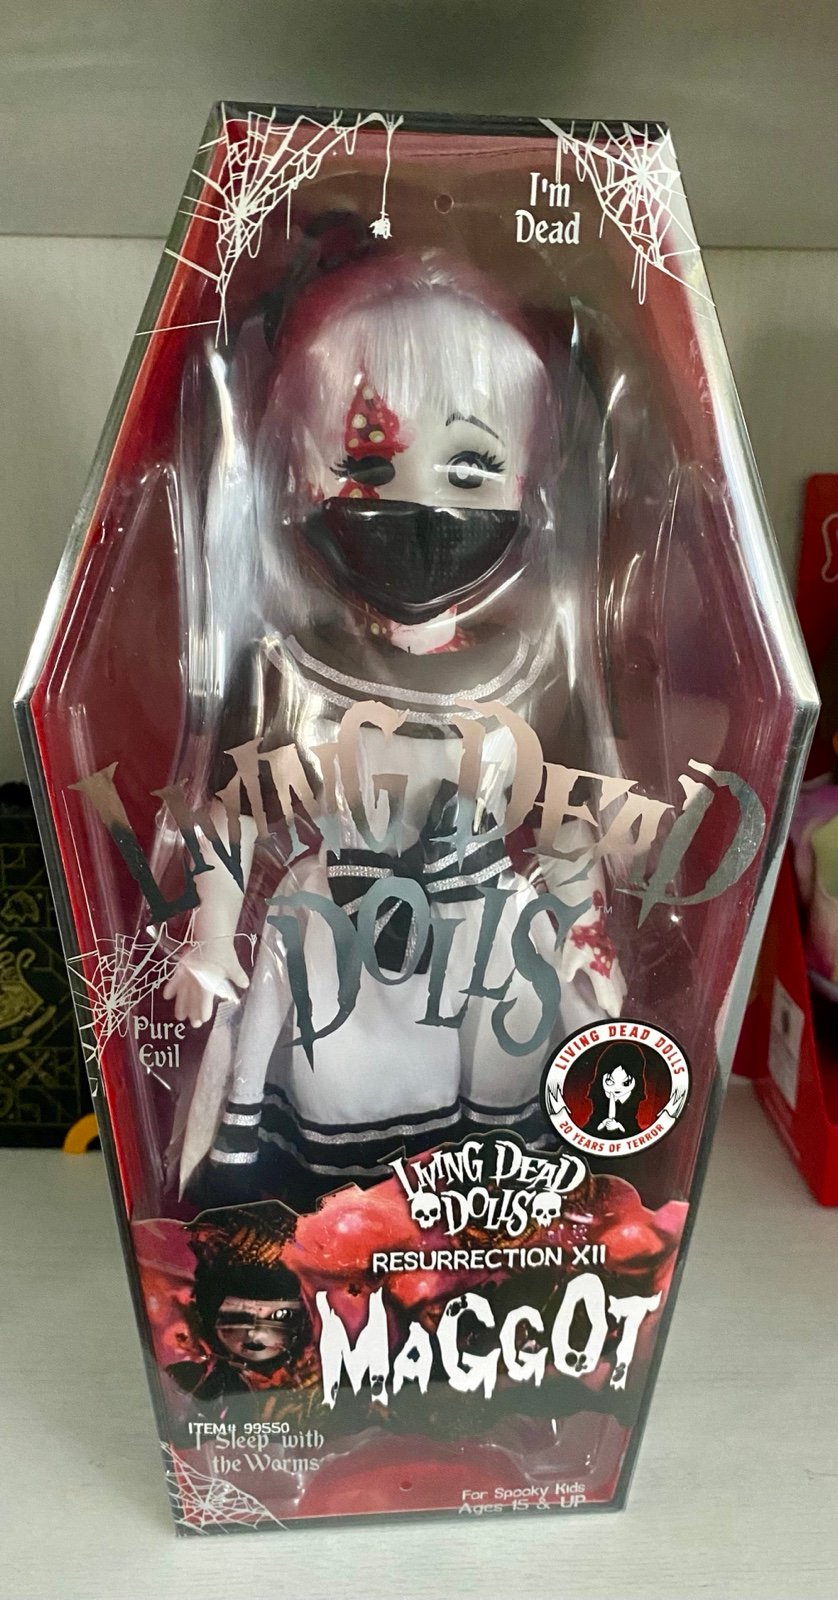 I'm
Dead
LIVING DEAD
DOLLS
™
Pure
Evil
LIVING DEAD DOLLS
20 YEARS OF TERROR
LIVING DEAD
DOLLS
RESURRECTION XII
MAGGOT
ITEM# 99550
I Sleep with
the Worms
For Spooky Kids
Ages 15 & UP